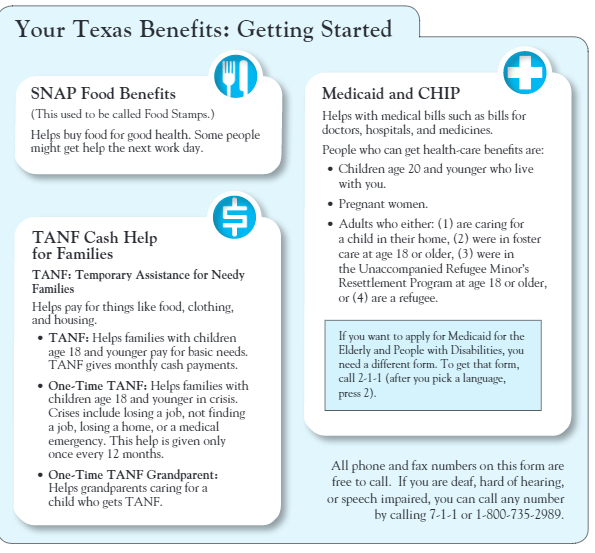 Your Texas Benefits: Getting Started
SNAP Food Benefits
(This used to be called Food Stamps.)
Helps buy food for good health. Some people
might get help the next work day.
TANF Cash Help
for Families
TANF: Temporary Assistance for Needy
Families
Helps pay for things like food, clothing,
and housing.
• TANF: Helps families with children
age 18 and younger pay for basic needs.
TANF gives monthly cash payments.
• One-Time TANF: Helps families with
children age 18 and younger in crisis.
Crises include losing a job, not finding
a job, losing a home, or a medical
emergency. This help is given only
once every 12 months.
• One-Time TANF Grandparent:
Helps grandparents caring for a
child who gets TANF.
Medicaid and CHIP
Helps with medical bills such as bills for
doctors, hospitals, and medicines.
People who can get health-care benefits are:
• Children age 20 and younger who live
with you.
• Pregnant women.
• Adults who either: (1) are caring for
a child in their home, (2) were in foster
care at age 18 or older, (3) were in
the Unaccompanied Refugee Minor's
Resettlement Program at age 18 or older,
or (4) are a refugee.
If you want to apply for Medicaid for the
Elderly and People with Disabilities, you
need a different form. To get that form,
call 2-1-1 (after you pick a language,
press 2).
All phone and fax numbers on this form are
free to call. If you are deaf, hard of hearing,
or speech impaired, you can call any number
by calling 7-1-1 or 1-800-735-2989.